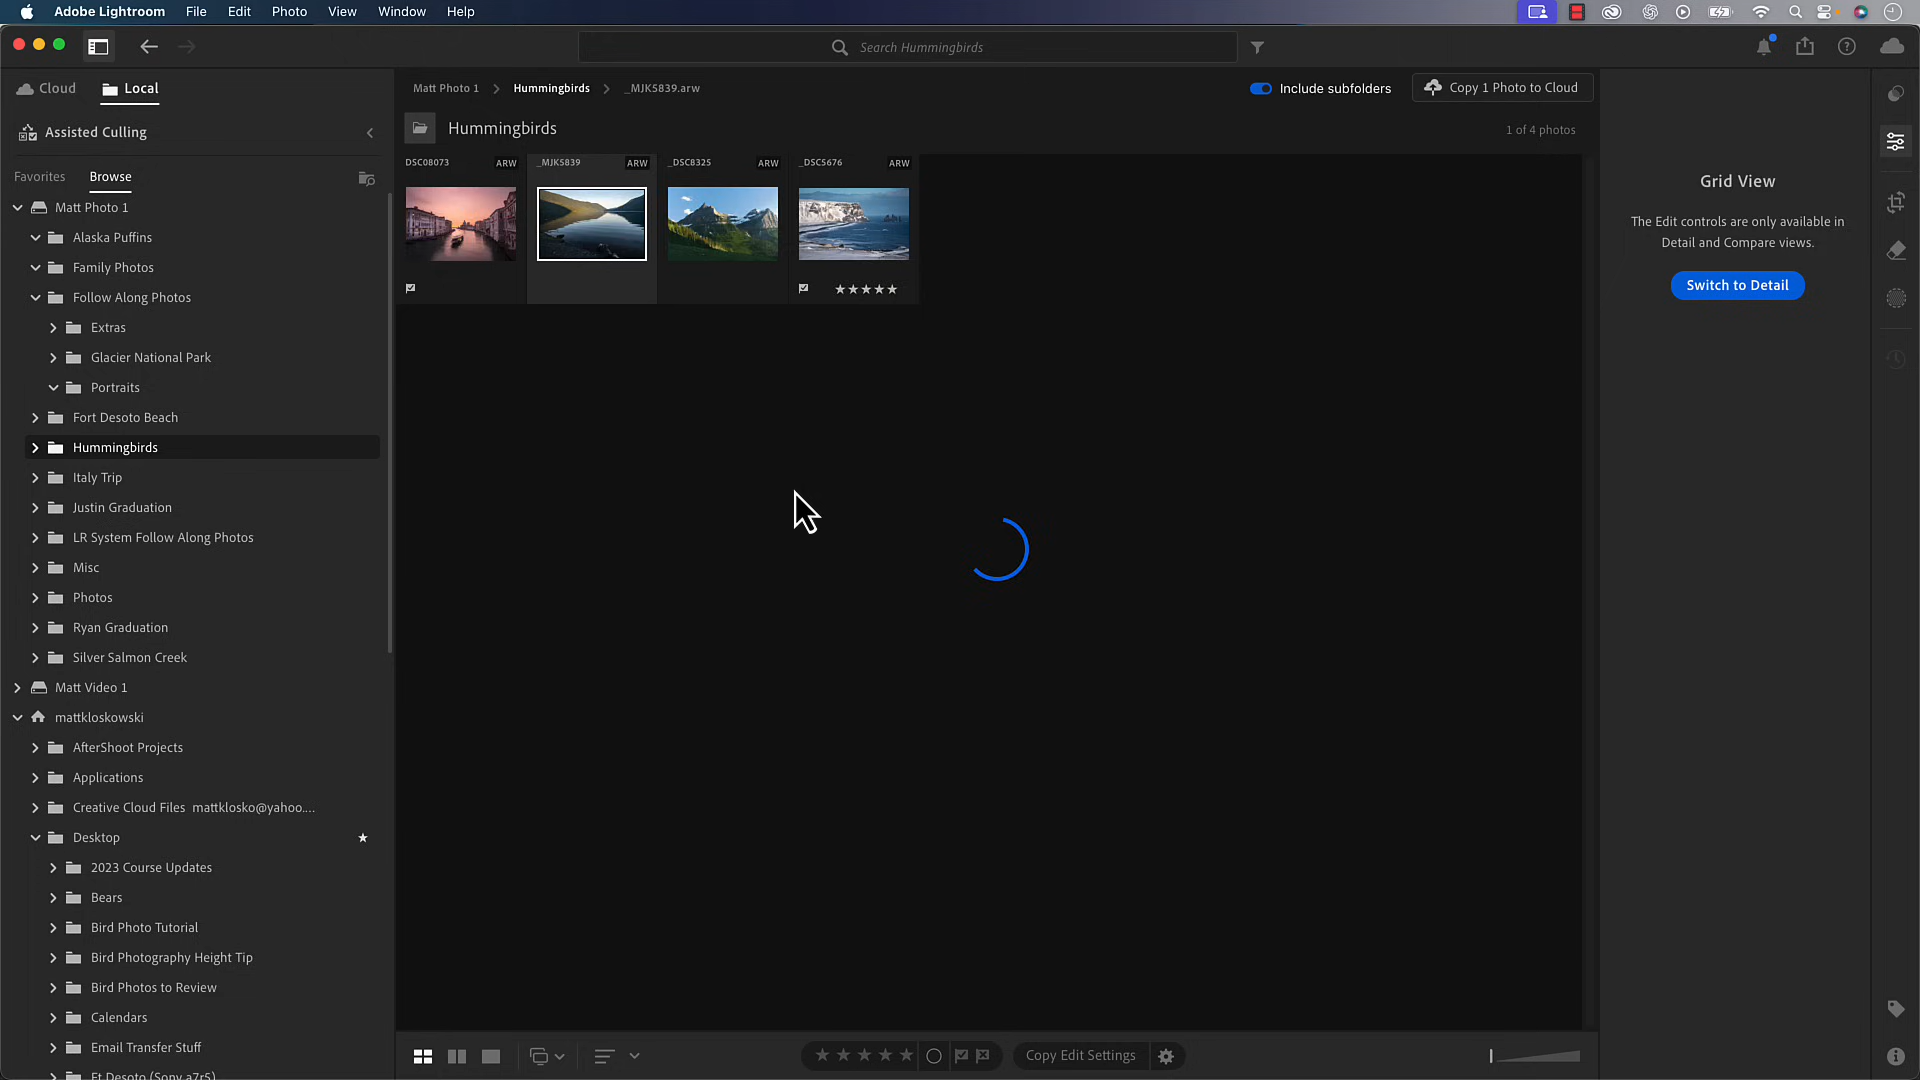 Adobe Lightroom File Edit Photo View Window Help
Search Hummingbirds
Cloud Local
Assisted Culling
Favorites Browse
Matt Photo 1
Alaska Puffins
Family Photos
Follow Along Photos
Extras
Glacier National Park
Portraits
Fort Desoto Beach
Hummingbirds
Italy Trip
Justin Graduation
LR System Follow Along Photos
Misc
Photos
Ryan Graduation
Silver Salmon Creek
Matt Video 1
mattkloskowski
AfterShoot Projects
Applications
Creative Cloud Files mattklosko@yahoo....
Desktop
2023 Course Updates
Bears
Bird Photo Tutorial
Bird Photography Height Tip
Bird Photos to Review
Calendars
Email Transfer Stuff
Ft Desoto (Sony a7r5)
Matt Photo 1 Hummingbirds _MJK5839.arw
Include subfolders
Copy 1 Photo to Cloud
Hummingbirds
1 of 4 photos
DSC08073 ARW _MJK5839 ARW _DSC8325 ARW _DSC5676 ARW
Copy Edit Settings
Grid View
The Edit controls are only available in
Detail and Compare views.
Switch to Detail